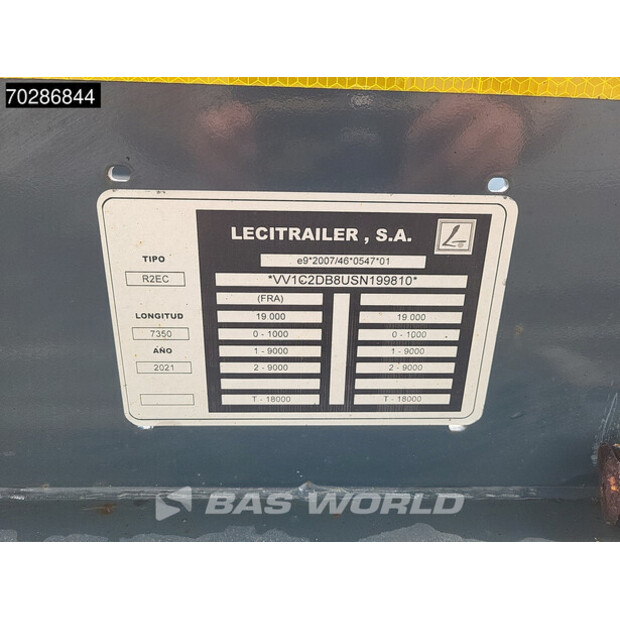 70286844
LECITRAILER , S.A.
e9*2007/46*0547*01
*VV1C2DB8USN199810*
TIPO
R2EC
LONGITUD
7350
AÑO
2021
(FRA)
19.000 19.000
0 - 1000 0 - 1000
1 - 9000 1 - 9000
2 - 9000 2 - 9000
T - 18000 T - 18000
BAS WORLD